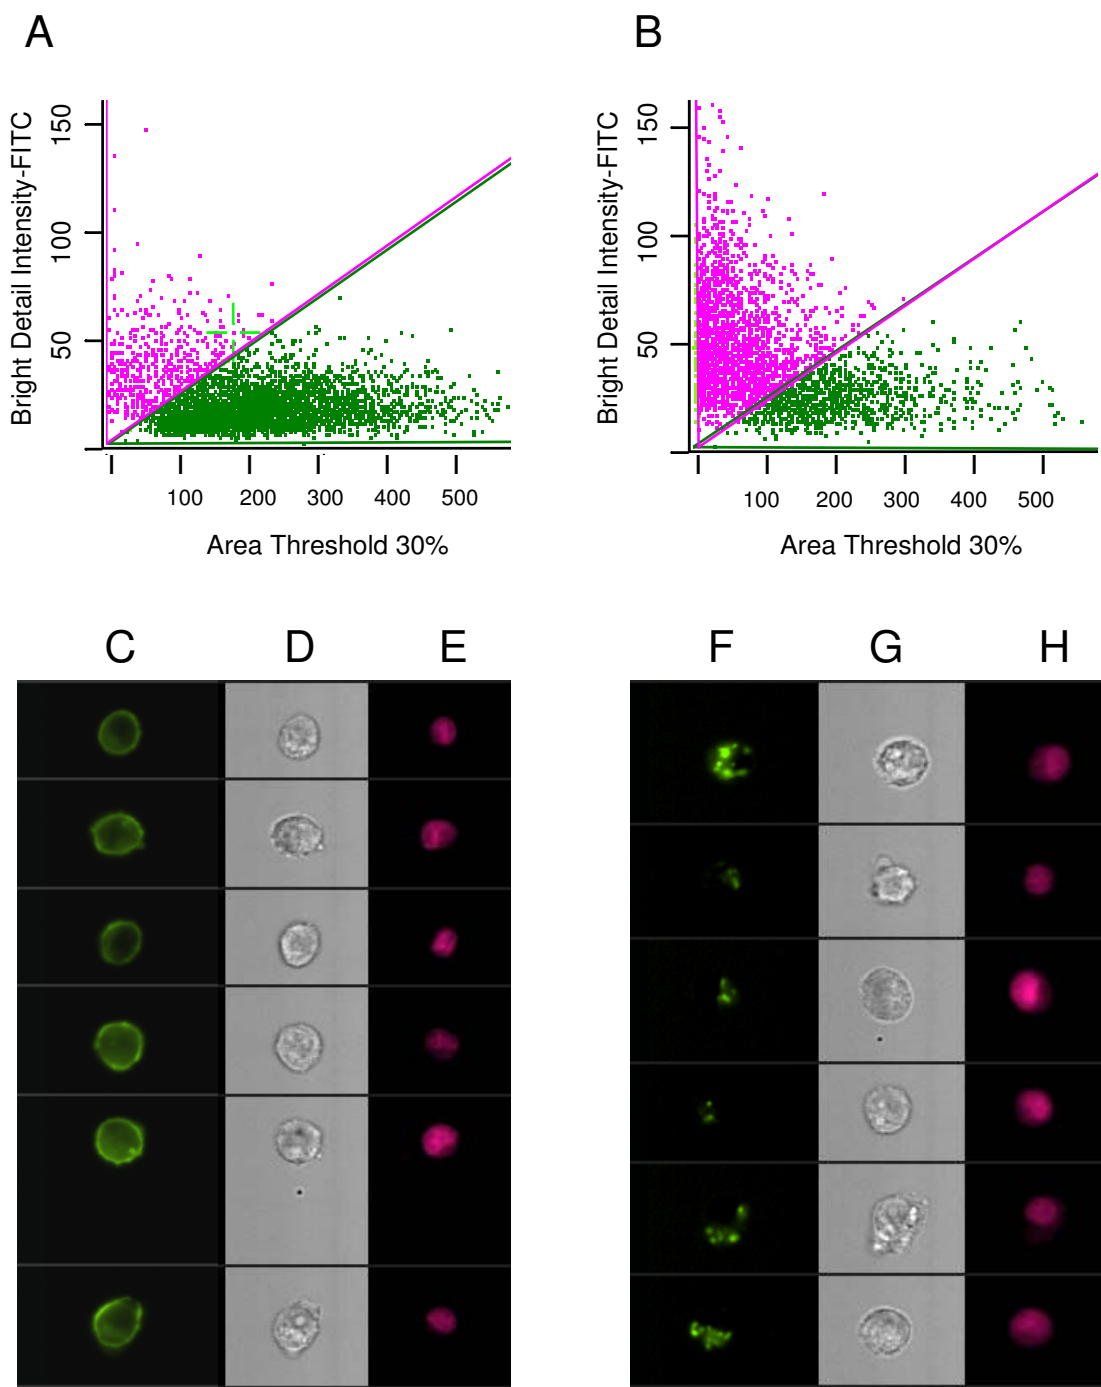 A
B
Bright Detail Intensity-FITC
150
100
50
100 200 300 400 500
Area Threshold 30%
Bright Detail Intensity-FITC
150
100
50
100 200 300 400 500
Area Threshold 30%
C D E
F G H